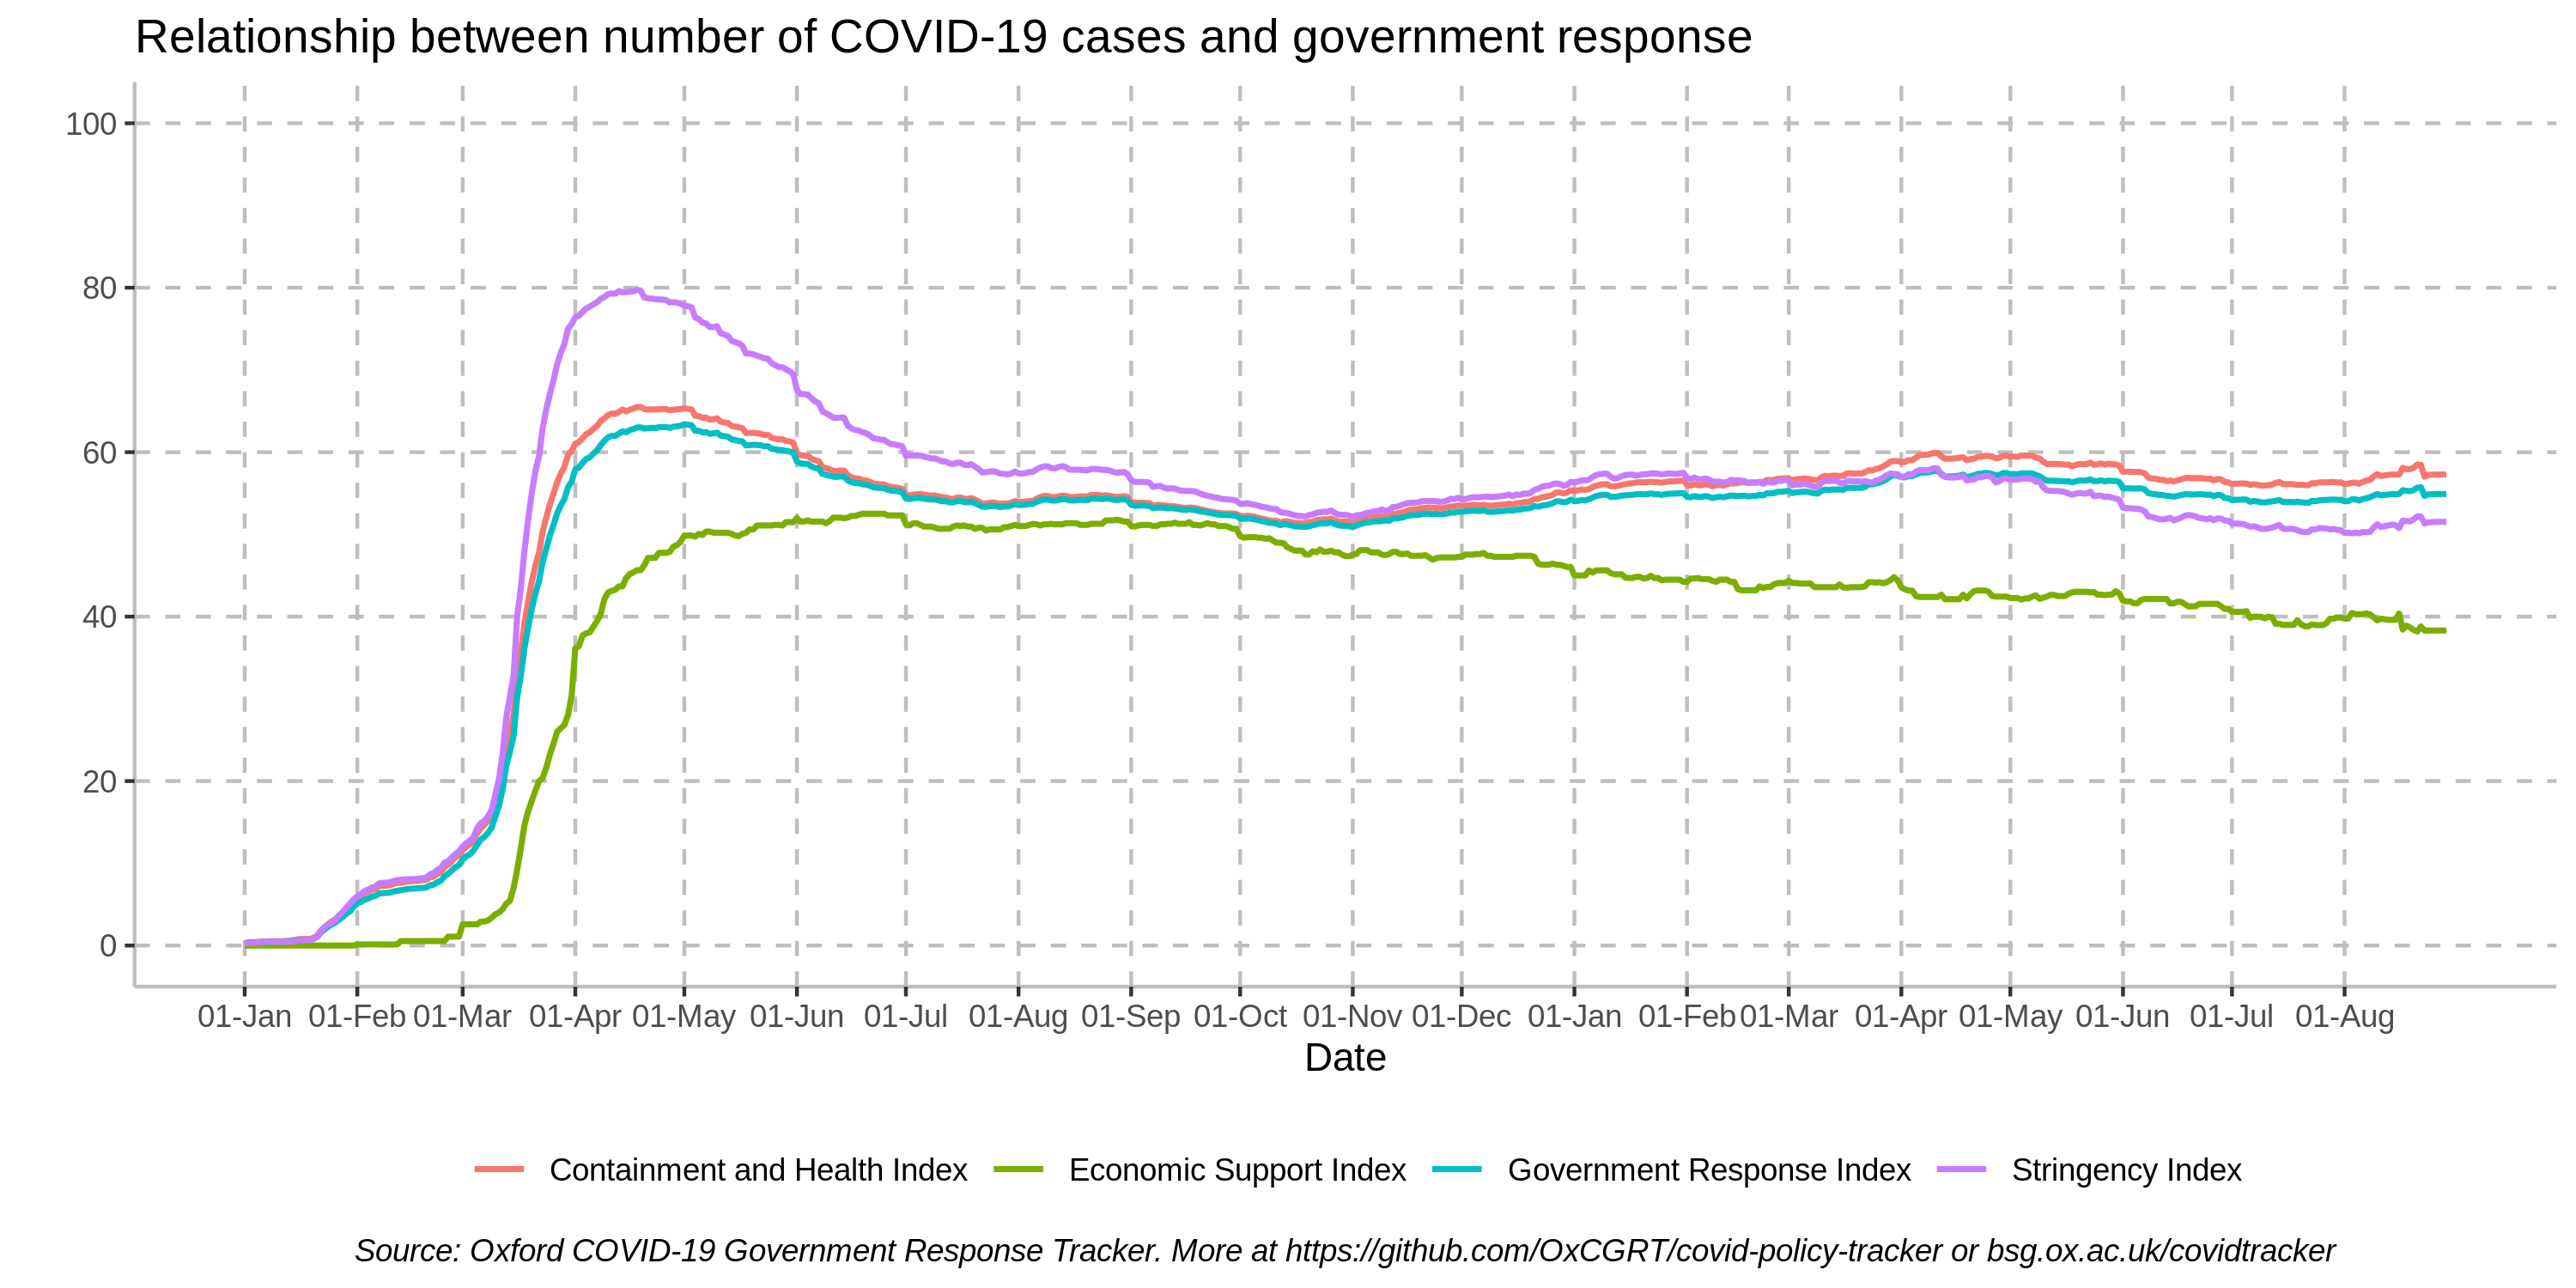 Relationship between number of COVID-19 cases and government response
100
80
60
40
20
0
01-Jan 01-Feb 01-Mar 01-Apr 01-May 01-Jun 01-Jul 01-Aug 01-Sep 01-Oct 01-Nov 01-Dec 01-Jan 01-Feb 01-Mar 01-Apr 01-May 01-Jun 01-Jul 01-Aug
Date
Containment and Health Index Economic Support Index Government Response Index Stringency Index
Source: Oxford COVID-19 Government Response Tracker. More at https://github.com/OxCGRT/covid-policy-tracker or bsg.ox.ac.uk/covidtracker